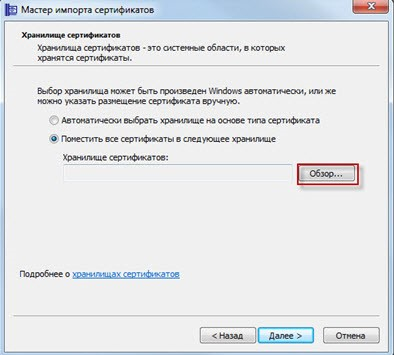 Мастер импорта сертификатов
Хранилище сертификатов
Хранилища сертификатов - это системные области, в которых
хранятся сертификаты.
Выбор хранилища может быть произведен Windows автоматически, или же
можно указать размещение сертификата вручную.
Автоматически выбрать хранилище на основе типа сертификата
Поместить все сертификаты в следующее хранилище
Хранилище сертификатов:
Обзор...
Подробнее о хранилищах сертификатов
< Назад
Далее >
Отмена